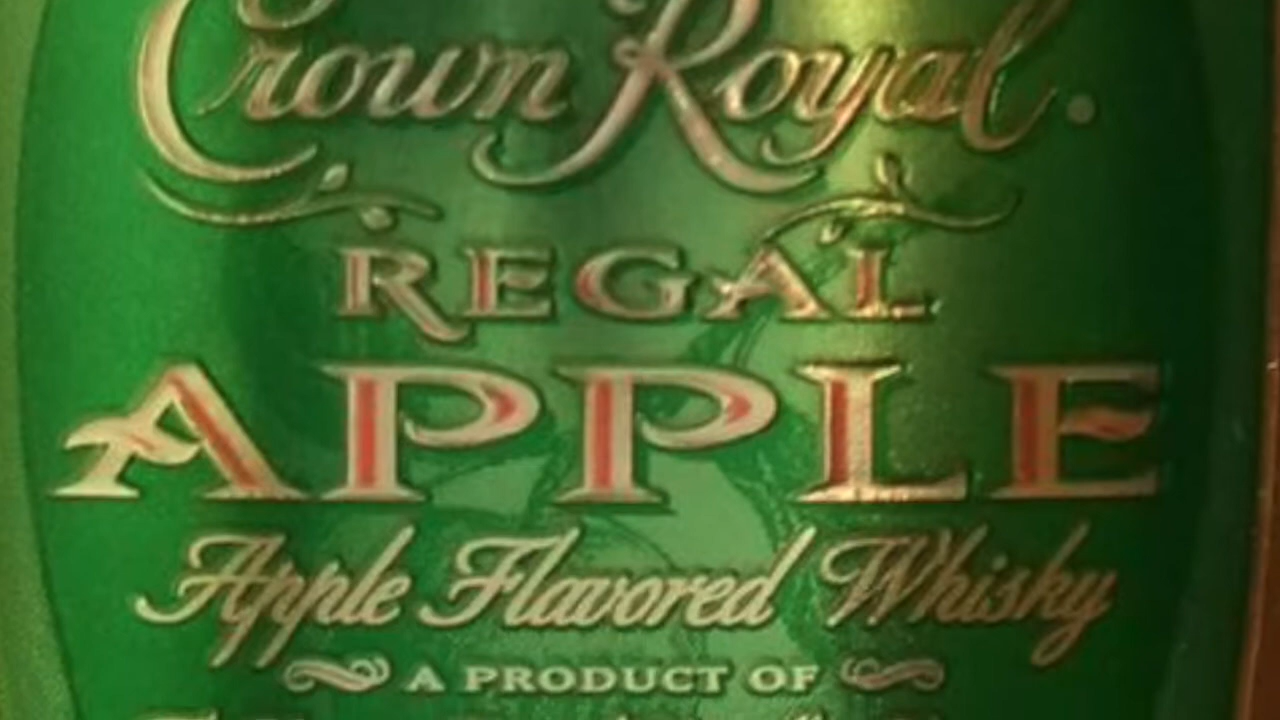 Crown Royal.
REGAL
APPLE
Apple Flavored Whisky
A PRODUCT OF